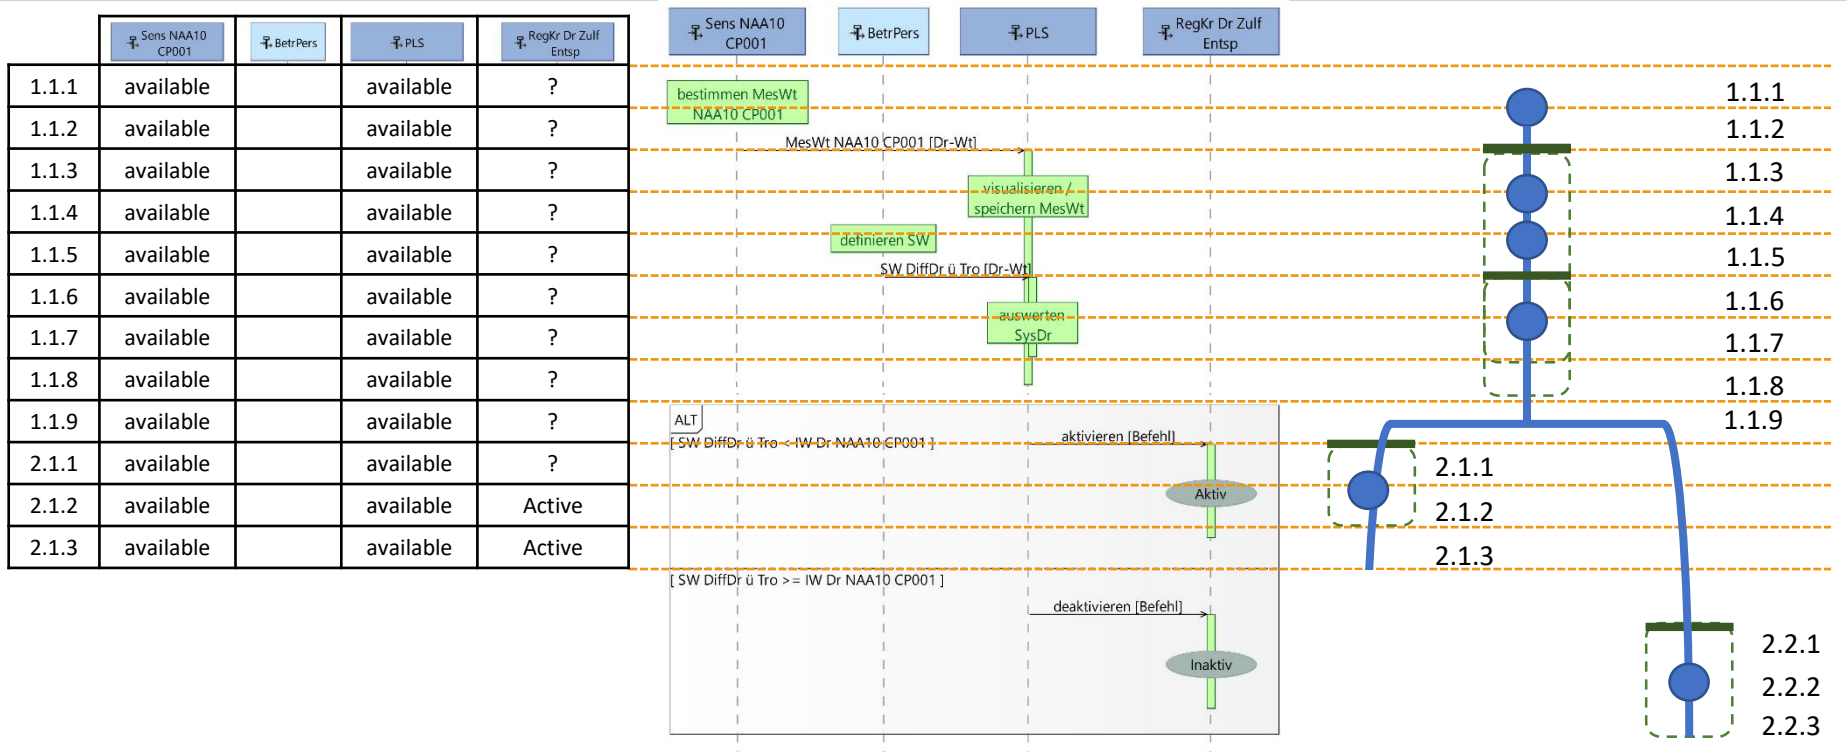 Sens NAA10
CP001
BetrPers
PLS
RegKr Dr Zulf
Entsp
1.1.1 available available ?
1.1.2 available available ?
1.1.3 available available ?
1.1.4 available available ?
1.1.5 available available ?
1.1.6 available available ?
1.1.7 available available ?
1.1.8 available available ?
1.1.9 available available ?
2.1.1 available available ?
2.1.2 available available Active
2.1.3 available available Active
Sens NAA10
CP001
BetrPers
PLS
RegKr Dr Zulf
Entsp
bestimmen MesWt
NAA10 CP001
MesWt NAA10 CP001 [Dr-Wt]
visualisieren /
speichern MesWt
definieren SW
SW DiffDr ü Tro [Dr-Wt]
auswerten
SysDr
ALT
[ SW DiffDr ü Tro < IW Dr NAA10 CP001 ]
aktivieren [Befehl]
Aktiv
[ SW DiffDr ü Tro >= IW Dr NAA10 CP001 ]
deaktivieren [Befehl]
Inaktiv
1.1.1
1.1.2
1.1.3
1.1.4
1.1.5
1.1.6
1.1.7
1.1.8
1.1.9
2.1.1
2.1.2
2.1.3
2.2.1
2.2.2
2.2.3